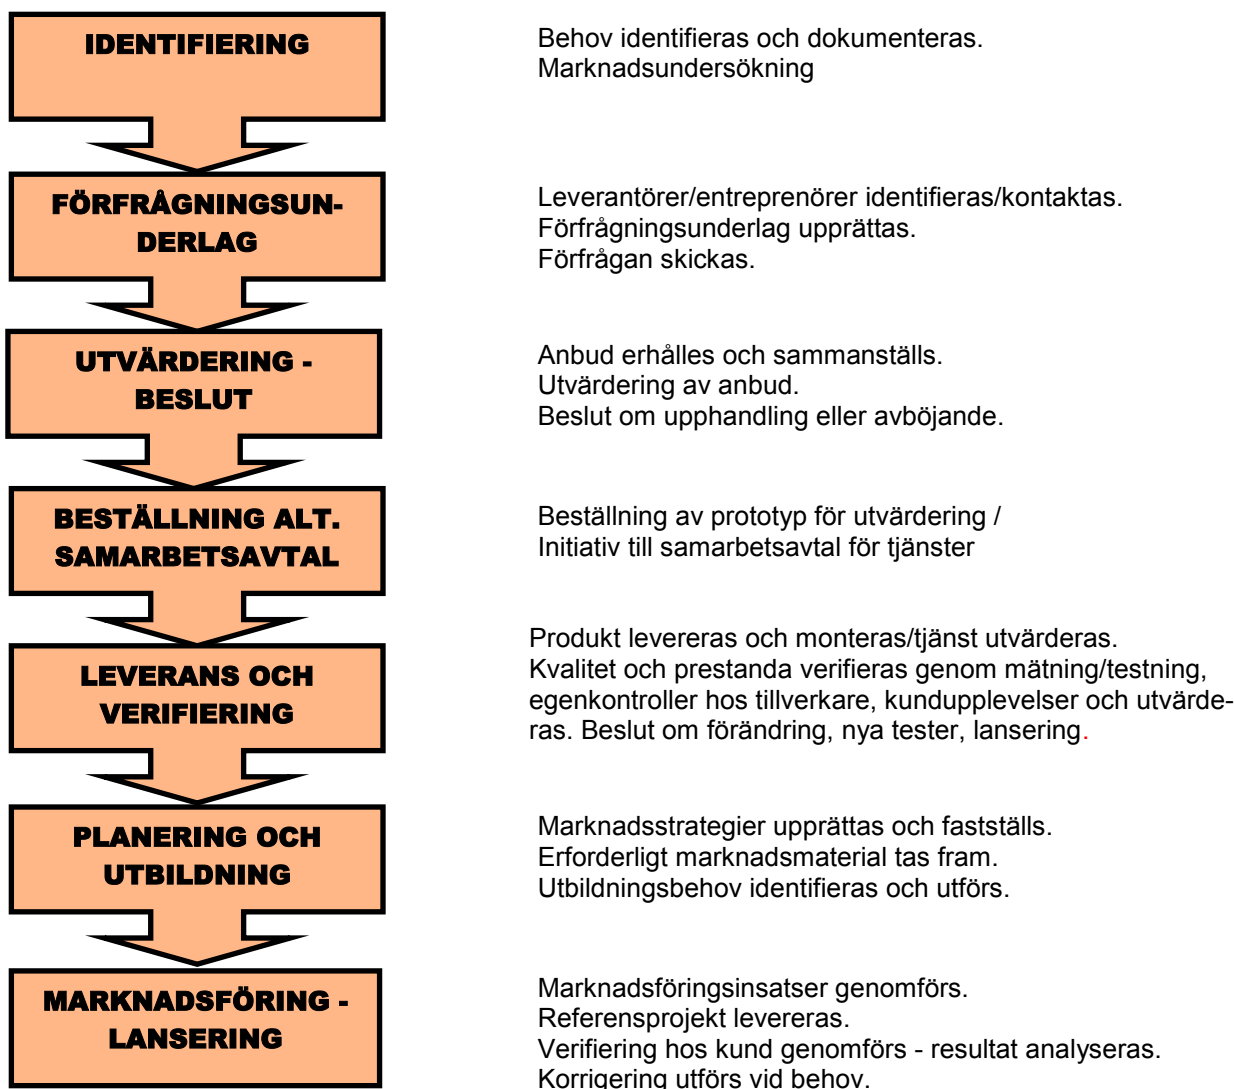 IDENTIFIERING
Behov identifieras och dokumenteras.
Marknadsundersökning
FÖRFRÅGNINGSUN-
DERLAG
Leverantörer/entreprenörer identifieras/kontaktas.
Förfrågningsunderlag upprättas.
Förfrågan skickas.
UTVÄRDERING -
BESLUT
Anbud erhålles och sammanställs.
Utvärdering av anbud.
Beslut om upphandling eller avböjande.
BESTÄLLNING ALT.
SAMARBETSAVTAL
Beställning av prototyp för utvärdering /
Initiativ till samarbetsavtal för tjänster
LEVERANS OCH
VERIFIERING
Produkt levereras och monteras/tjänst utvärderas.
Kvalitet och prestanda verifieras genom mätning/testning,
egenkontroller hos tillverkare, kundupplevelser och utvärde-
ras. Beslut om förändring, nya tester, lansering.
PLANERING OCH
UTBILDNING
Marknadsstrategier upprättas och fastställs.
Erforderligt marknadsmaterial tas fram.
Utbildningsbehov identifieras och utförs.
MARKNADSFÖRING -
LANSERING
Marknadsföringsinsatser genomförs.
Referensprojekt levereras.
Verifiering hos kund genomförs - resultat analyseras.
Korrigering utförs vid behov.